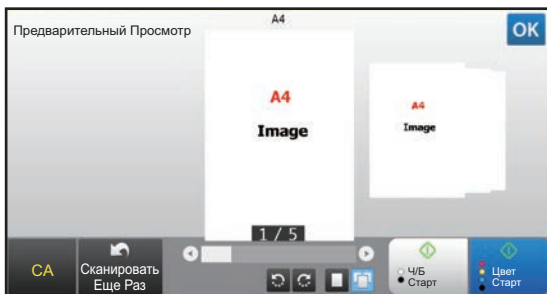 Предварительный Просмотр
A4
OK
A4
Image
A4
Image
1 / 5
CA
Сканировать
Еще Раз
Ч/Б
Старт
Цвет
Старт